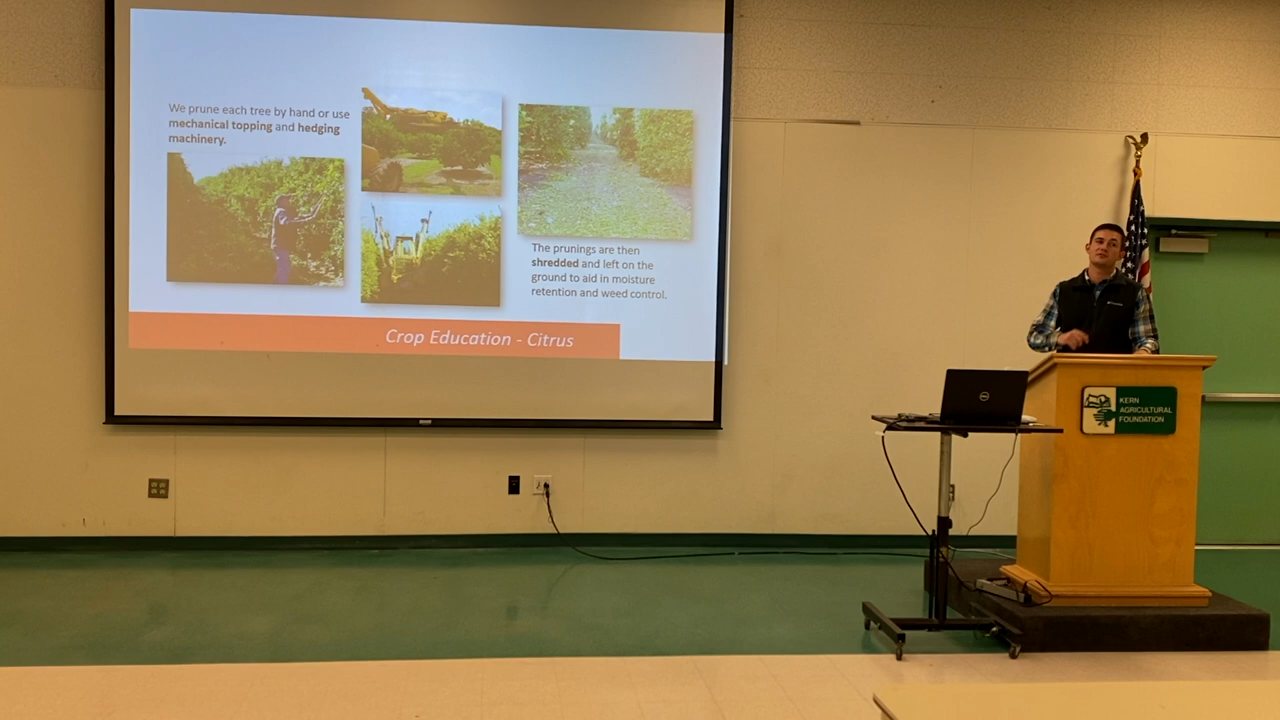 We prune each tree by hand or use
mechanical topping and hedging
machinery.
The prunings are then
shredded and left on the
ground to aid in moisture
retention and weed control.
Crop Education - Citrus
KERN
AGRICULTURAL
FOUNDATION
DELL